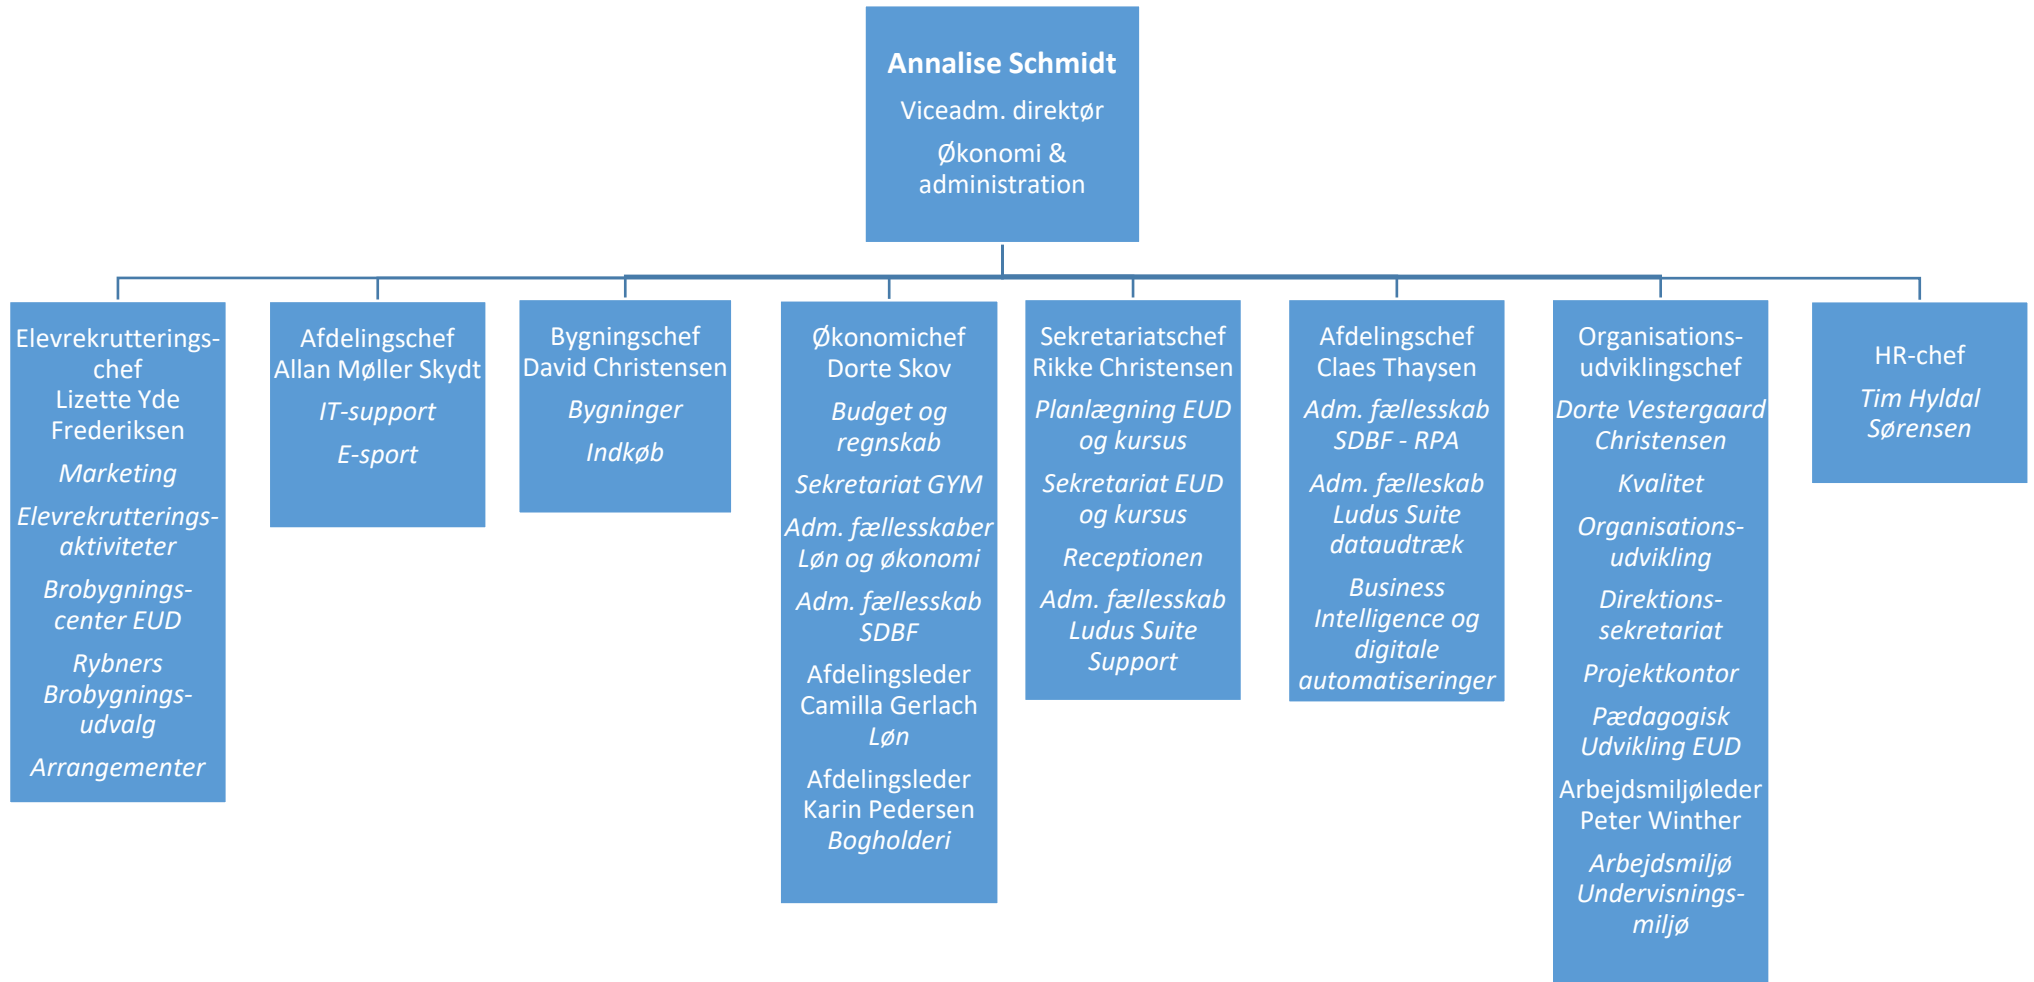 Annalise Schmidt
Viceadm. direktør
Økonomi &
administration
Elevrekrutterings-
chef
Lizette Yde
Frederiksen
Marketing
Elevrekrutterings-
aktiviteter
Brobygnings-
center EUD
Rybners
Brobygnings-
udvalg
Arrangementer
Afdelingschef
Allan Møller Skydt
IT-support
E-sport
Bygningschef
David Christensen
Bygninger
Indkøb
Økonomichef
Dorte Skov
Budget og
regnskab
Sekretariat GYM
Adm. fællesskaber
Løn og økonomi
Adm. fællesskab
SDBF
Afdelingsleder
Camilla Gerlach
Løn
Afdelingsleder
Karin Pedersen
Bogholderi
Sekretariatschef
Rikke Christensen
Planlægning EUD
og kursus
Sekretariat EUD
og kursus
Receptionen
Adm. fællesskab
Ludus Suite
Support
Afdelingschef
Claes Thaysen
Adm. fællesskab
SDBF - RPA
Adm. fælleskab
Ludus Suite
dataudtræk
Business
Intelligence og
digitale
automatiseringer
Organisations-
udviklingschef
Dorte Vestergaard
Christensen
Kvalitet
Organisations-
udvikling
Direktions-
sekretariat
Projektkontor
Pædagogisk
Udvikling EUD
Arbejdsmiljøleder
Peter Winther
Arbejdsmiljø
Undervisnings-
miljø
HR-chef
Tim Hyldal
Sørensen